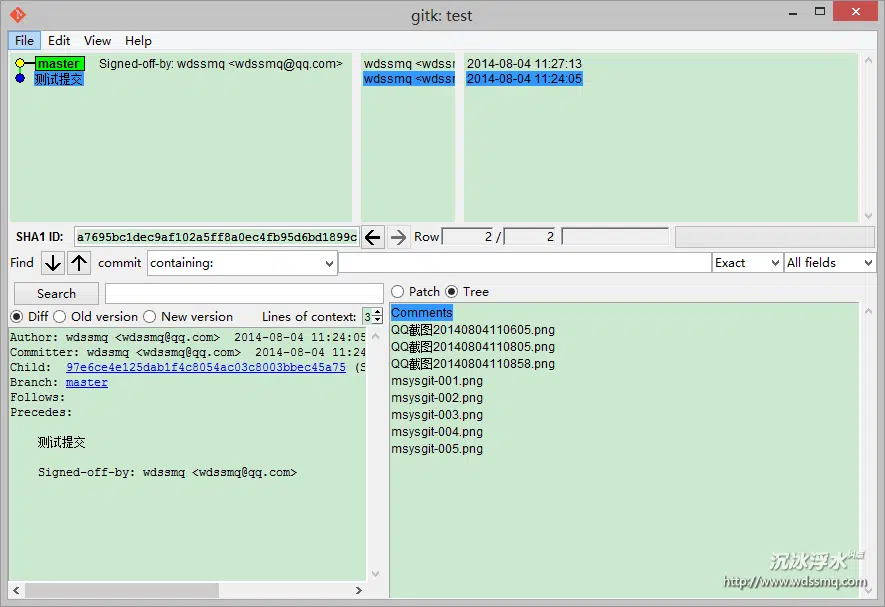 gitk: test
File Edit View Help
master Signed-off-by: wdssmq <wdssmq@qq.com> wdssmq <wdssr 2014-08-04 11:27:13
测试提交 wdssmq <wdssr 2014-08-04 11:24:05
SHA1 ID: a7695bc1dec9af102a5ff8a0ec4fb95d6bd1899c Row 2 / 2
Find commit containing: Exact All fields
Search
Patch Tree
Diff Old version New version Lines of context: 3
Author: wdssmq <wdssmq@qq.com> 2014-08-04 11:24:05
Committer: wdssmq <wdssmq@qq.com> 2014-08-04 11:24
Child: 97e6ce4e125dab1f4c8054ac03c8003bbec45a75 (S
Branch: master
Follows:
Precedes:
测试提交
Signed-off-by: wdssmq <wdssmq@qq.com>
Comments
QQ截图20140804110605.png
QQ截图20140804110805.png
QQ截图20140804110858.png
msysgit-001.png
msysgit-002.png
msysgit-003.png
msysgit-004.png
msysgit-005.png
沉冰浮水
http://www.wdssmq.com